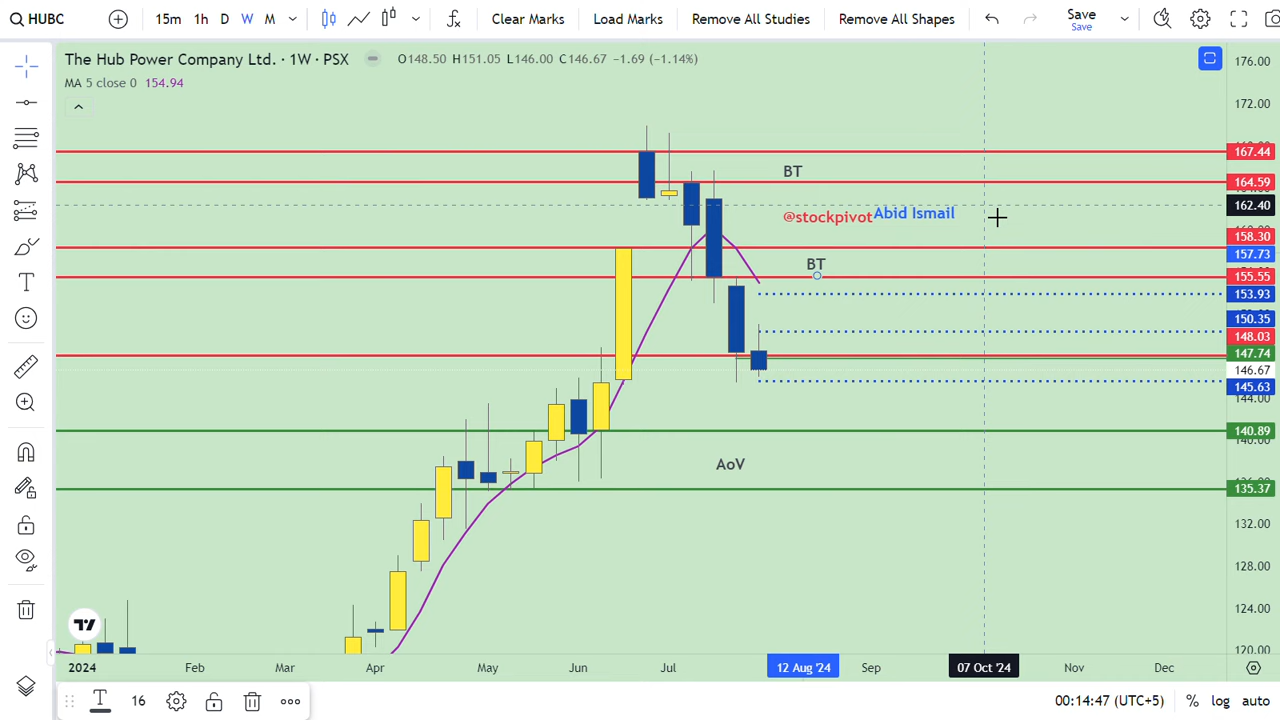 HUBC 15m 1h D W M Clear Marks Load Marks Remove All Studies Remove All Shapes Save
Save
The Hub Power Company Ltd. · 1W · PSX O148.50 H151.05 L146.00 C146.67 −1.69 (−1.14%)
MA 5 close 0 154.94
176.00
172.00
167.44
BT
164.59
162.40
@stockpivot Abid Ismail
158.30
157.73
BT
155.55
153.93
150.35
148.03
147.74
146.67
145.63
144.00
140.89
140.00
AoV
135.37
132.00
128.00
124.00
120.00
2024 Feb Mar Apr May Jun Jul 12 Aug '24 Sep 07 Oct '24 Nov Dec
T 16 00:14:47 (UTC+5) % log auto